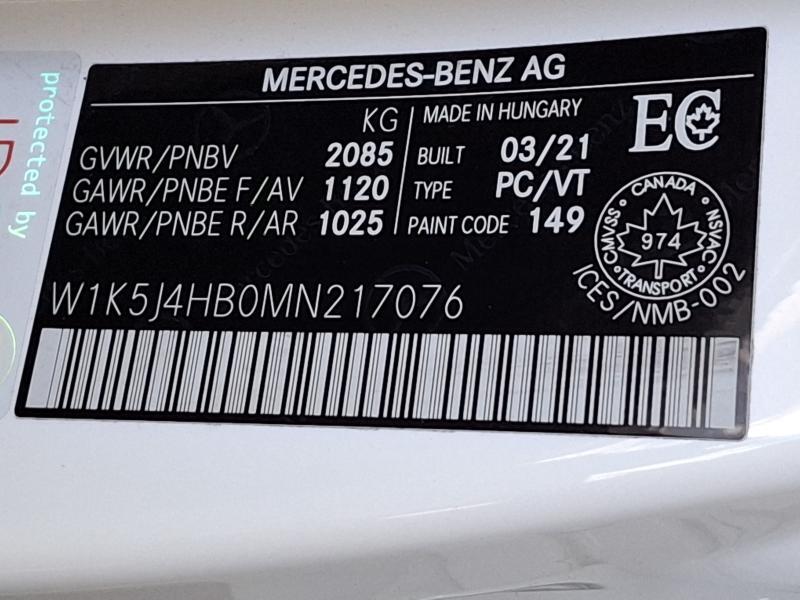 protected by
MERCEDES-BENZ AG
KG
GVWR/PNBV 2085
GAWR/PNBE F/AV 1120
GAWR/PNBE R/AR 1025
MADE IN HUNGARY
BUILT 03/21
TYPE PC/VT
PAINT CODE 149
EC
CANADA
CMVSS · NSVAC
974
TRANSPORT
ICES/NMB-002
W1K5J4HB0MN217076